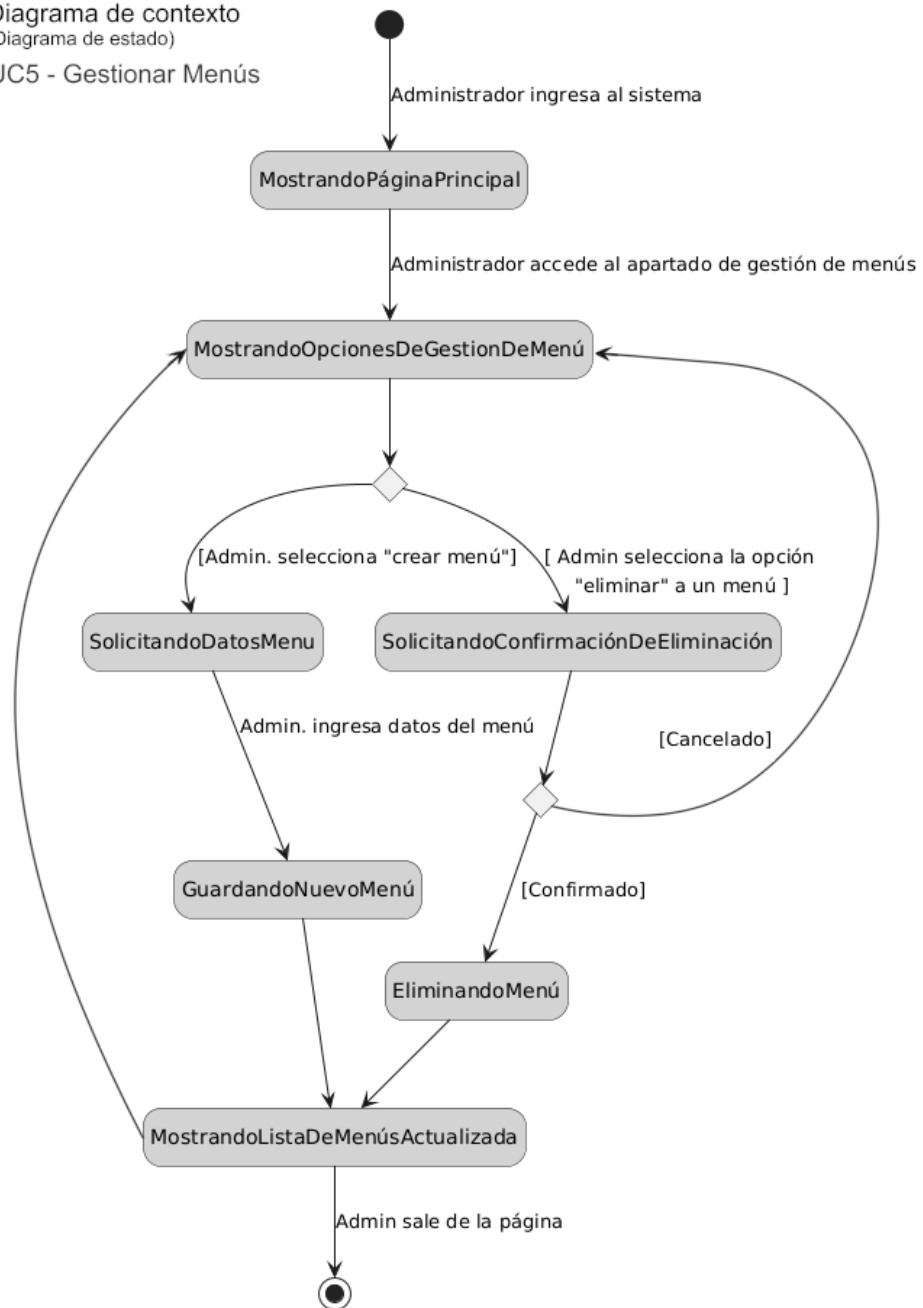 Diagrama de contexto
(Diagrama de estado)
UC5 - Gestionar Menús
Administrador ingresa al sistema
MostrandoPáginaPrincipal
Administrador accede al apartado de gestión de menús
MostrandoOpcionesDeGestionDeMenú
[Admin. selecciona "crear menú"]
[ Admin selecciona la opción
"eliminar" a un menú ]
SolicitandoDatosMenu
SolicitandoConfirmaciónDeEliminación
Admin. ingresa datos del menú
[Cancelado]
GuardandoNuevoMenú
[Confirmado]
EliminandoMenú
MostrandoListaDeMenúsActualizada
Admin sale de la página